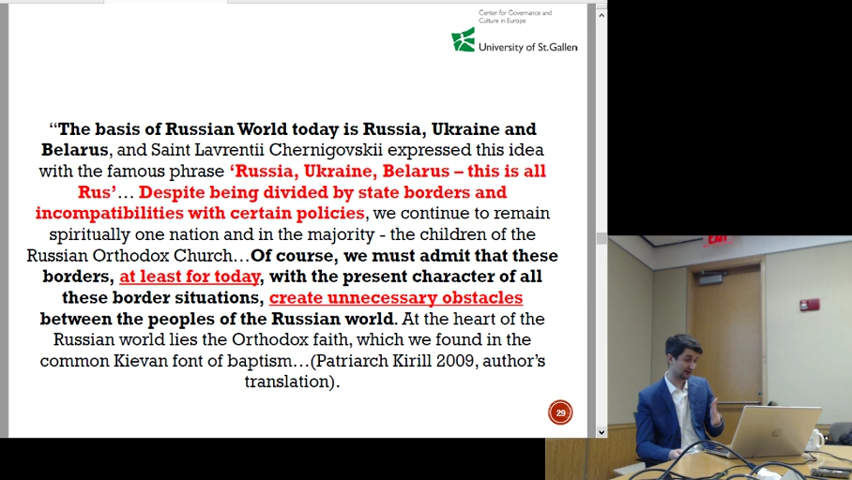 Center for Governance and
Culture in Europe
University of St.Gallen
“The basis of Russian World today is Russia, Ukraine and
Belarus, and Saint Lavrentii Chernigovskii expressed this idea
with the famous phrase ‘Russia, Ukraine, Belarus – this is all
Rus’… Despite being divided by state borders and
incompatibilities with certain policies, we continue to remain
spiritually one nation and in the majority - the children of the
Russian Orthodox Church…Of course, we must admit that these
borders, at least for today, with the present character of all
these border situations, create unnecessary obstacles
between the peoples of the Russian world. At the heart of the
Russian world lies the Orthodox faith, which we found in the
common Kievan font of baptism…(Patriarch Kirill 2009, author’s
translation).
29
EXIT